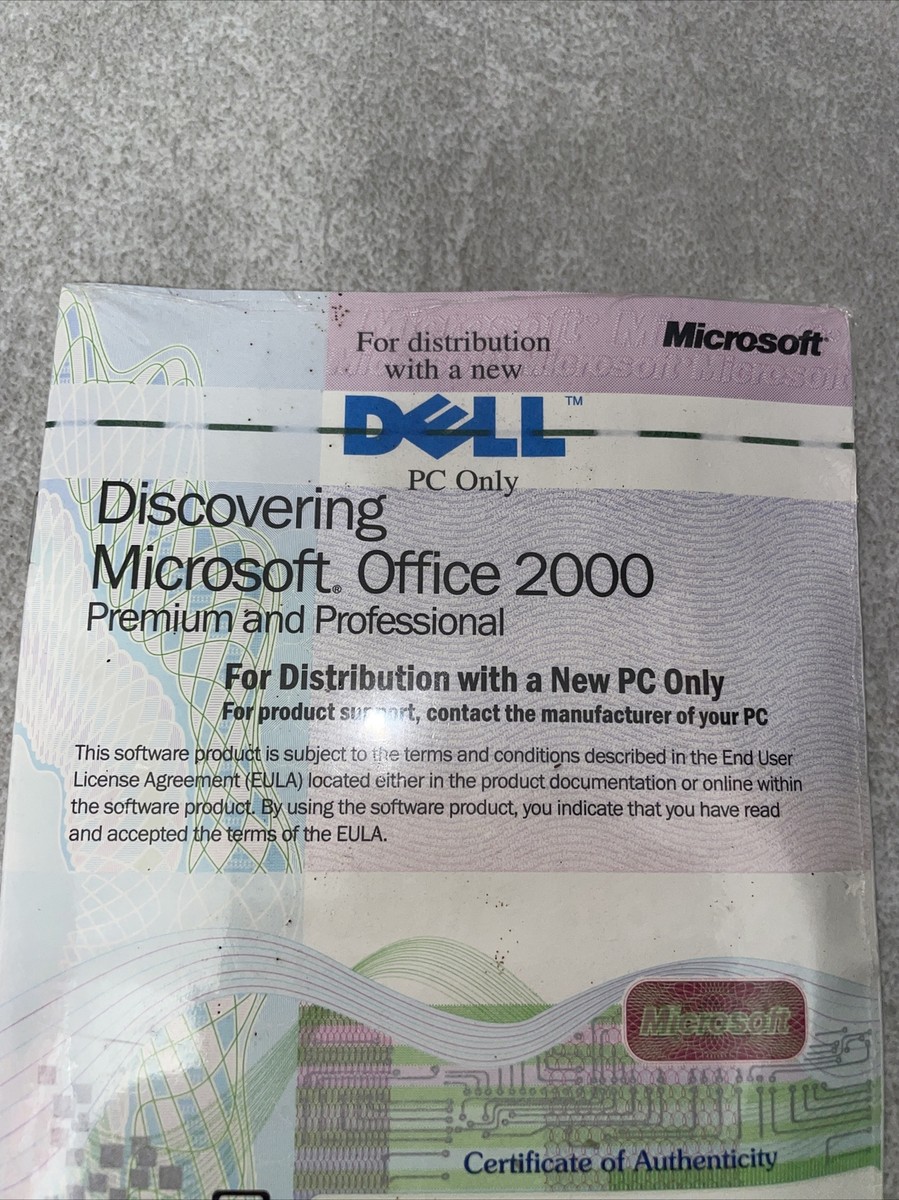 For distribution
with a new
Microsoft
DELL™
PC Only
Discovering
Microsoft® Office 2000
Premium and Professional
For Distribution with a New PC Only
For product support, contact the manufacturer of your PC
This software product is subject to the terms and conditions described in the End User
License Agreement (EULA) located either in the product documentation or online within
the software product. By using the software product, you indicate that you have read
and accepted the terms of the EULA.
Microsoft
Certificate of Authenticity